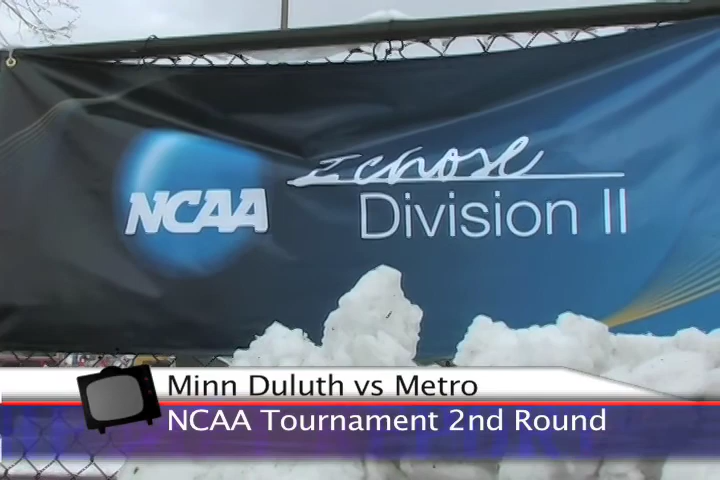 I chose
NCAA
Division II
Minn Duluth vs Metro
NCAA Tournament 2nd Round